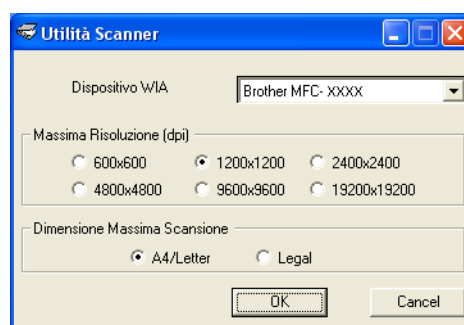 Utilità Scanner
Dispositivo WIA Brother MFC- XXXX
Massima Risoluzione (dpi)
600x600 1200x1200 2400x2400
4800x4800 9600x9600 19200x19200
Dimensione Massima Scansione
A4/Letter Legal
OK Cancel